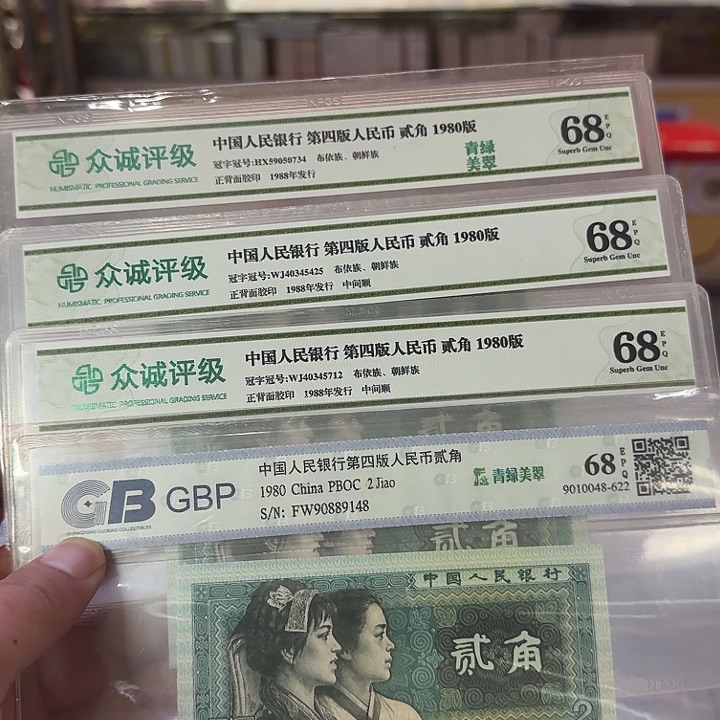 众诚评级
NUMISMATIC PROFESSIONAL GRADING SERVICE
中国人民银行 第四版人民币 贰角 1980版
冠字冠号:HX59050734 布依族、朝鲜族
正背面胶印 1988年发行
青绿
美翠
68
EPQ
Superb Gem Unc
众诚评级
NUMISMATIC PROFESSIONAL GRADING SERVICE
中国人民银行 第四版人民币 贰角 1980版
冠字冠号:WJ40345425 布依族、朝鲜族
正背面胶印 1988年发行 中间顺
68
EPQ
Superb Gem Unc
众诚评级
NUMISMATIC PROFESSIONAL GRADING SERVICE
中国人民银行 第四版人民币 贰角 1980版
冠字冠号:WJ40345712 布依族、朝鲜族
正背面胶印 1988年发行 中间顺
68
EPQ
Superb Gem Unc
GB GBP
中国人民银行第四版人民币贰角
1980 China PBOC 2Jiao
S/N: FW90889148
青绿美翠
68
EPQ
9010048-622
贰角
中国人民银行
贰角
2